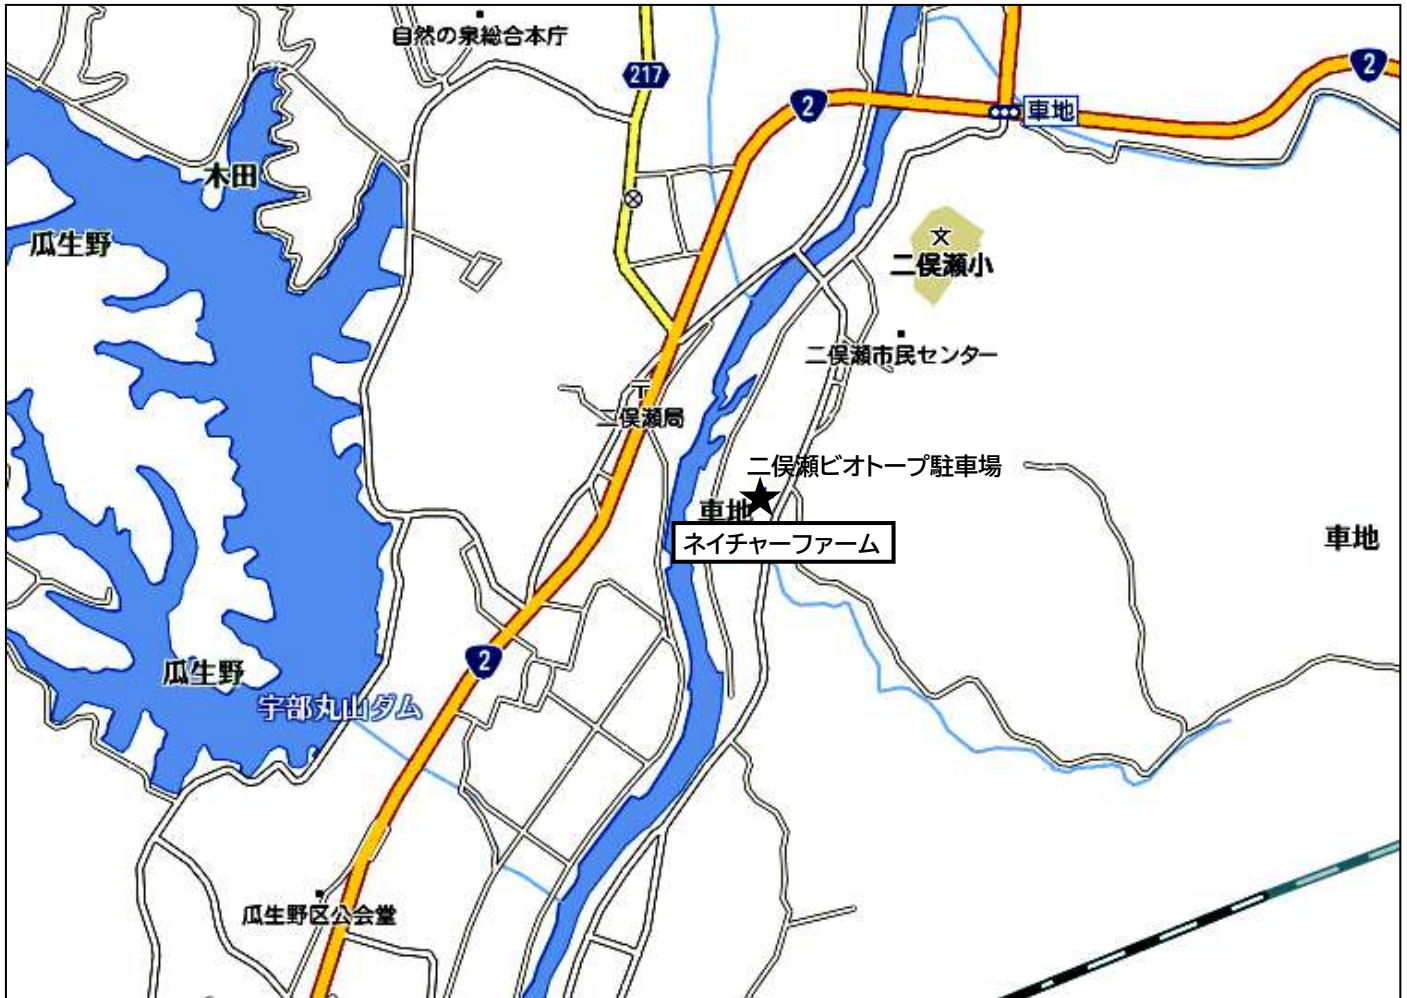 自然の泉総合本庁
217
2
2
車地
木田
瓜生野
文
二俣瀬小
二俣瀬市民センター
〒
二俣瀬局
二俣瀬ビオトープ駐車場
車地
ネイチャーファーム
車地
2
瓜生野
宇部丸山ダム
瓜生野区公会堂